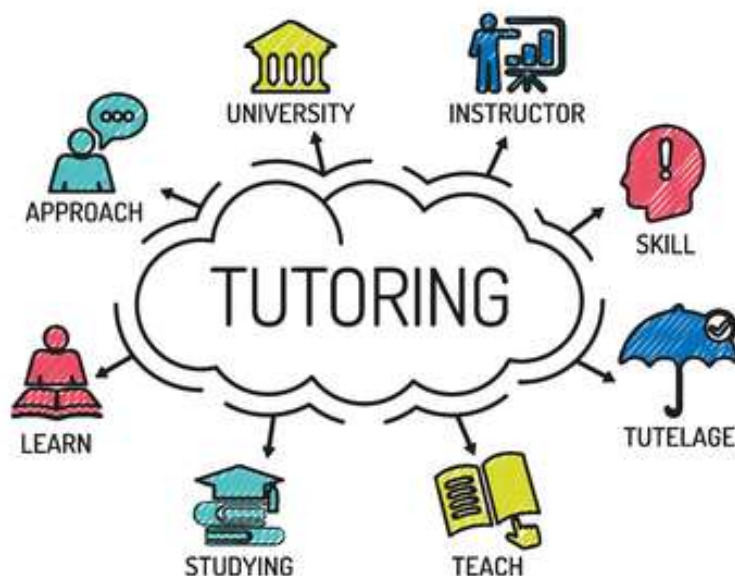 UNIVERSITY
INSTRUCTOR
APPROACH
SKILL
TUTORING
LEARN
TUTELAGE
STUDYING
TEACH